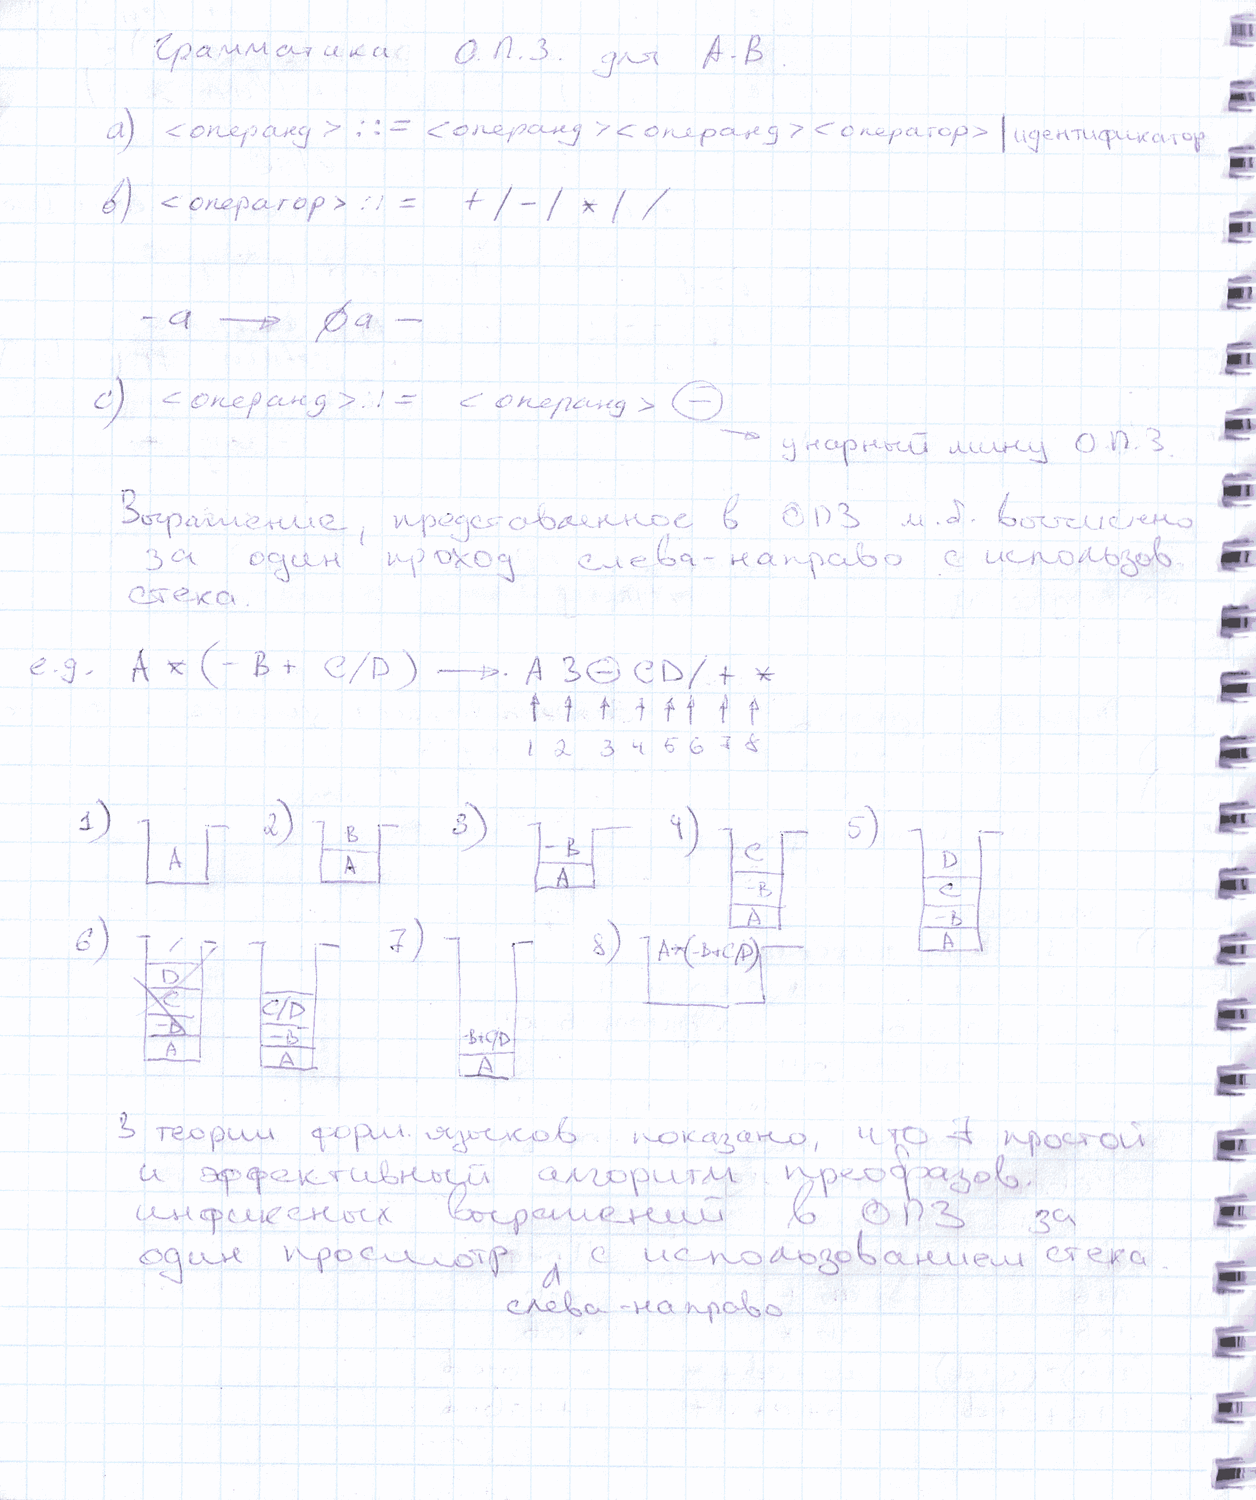 Грамматика О.П.З. для А.В.
a) <операнд> ::= <операнд><операнд><оператор> | идентификатор
b) <оператор> ::= + / - / * / /
- a → ∅a −
c) <операнд> ::= <операнд> ⊖
→ унарный мину О.П.З.
Выражение, представленное в ОПЗ м.б. вычислено
за один проход слева-направо с использов.
стека.
e.g. A * (- B + C/D) → A B ⊖ C D / + *
1 2 3 4 5 6 7 8
1) 2) 3) 4) 5)
A
B
A
-B
A
C
-B
A
D
C
-B
A
6) 7) 8)
D
C
-B
A
C/D
-B
A
-B+C/D
A
A*(-B+C/D)
В теории форм. языков показано, что ∃ простой
и эффективный алгоритм преобразов.
инфиксных выражений в ОПЗ за
один просмотр с использованием стека.
слева-направо